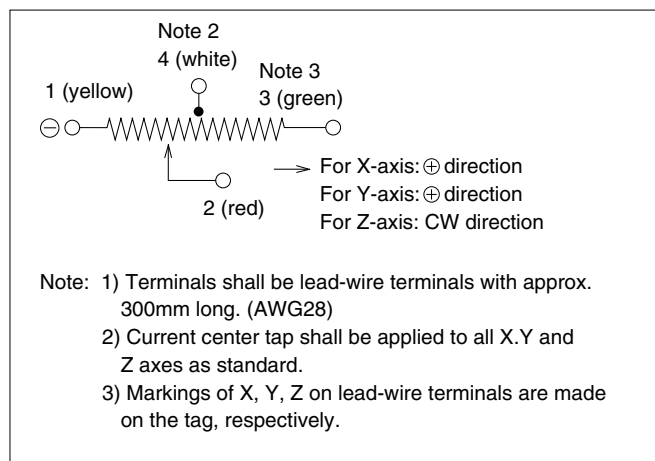 Note 2
4 (white)
Note 3
1 (yellow)
3 (green)
⊖
For X-axis: ⊕ direction
For Y-axis: ⊕ direction
2 (red)
For Z-axis: CW direction
Note: 1) Terminals shall be lead-wire terminals with approx.
300mm long. (AWG28)
2) Current center tap shall be applied to all X.Y and
Z axes as standard.
3) Markings of X, Y, Z on lead-wire terminals are made
on the tag, respectively.